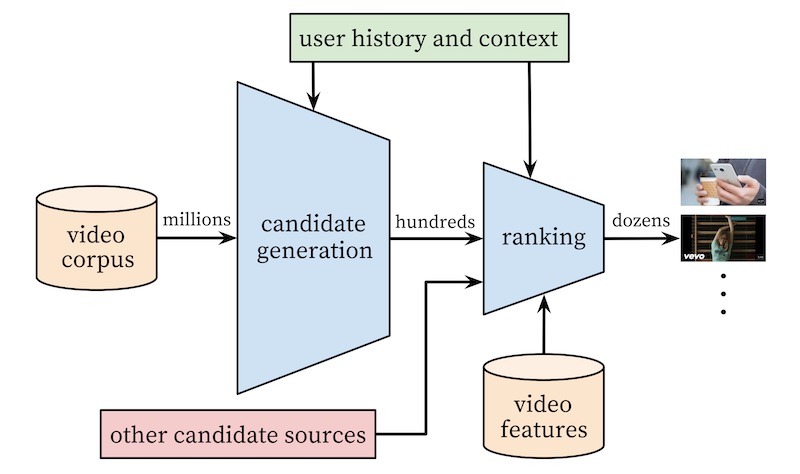 user history and context
video
corpus
millions
candidate
generation
hundreds
ranking
dozens
vevo
other candidate sources
video
features